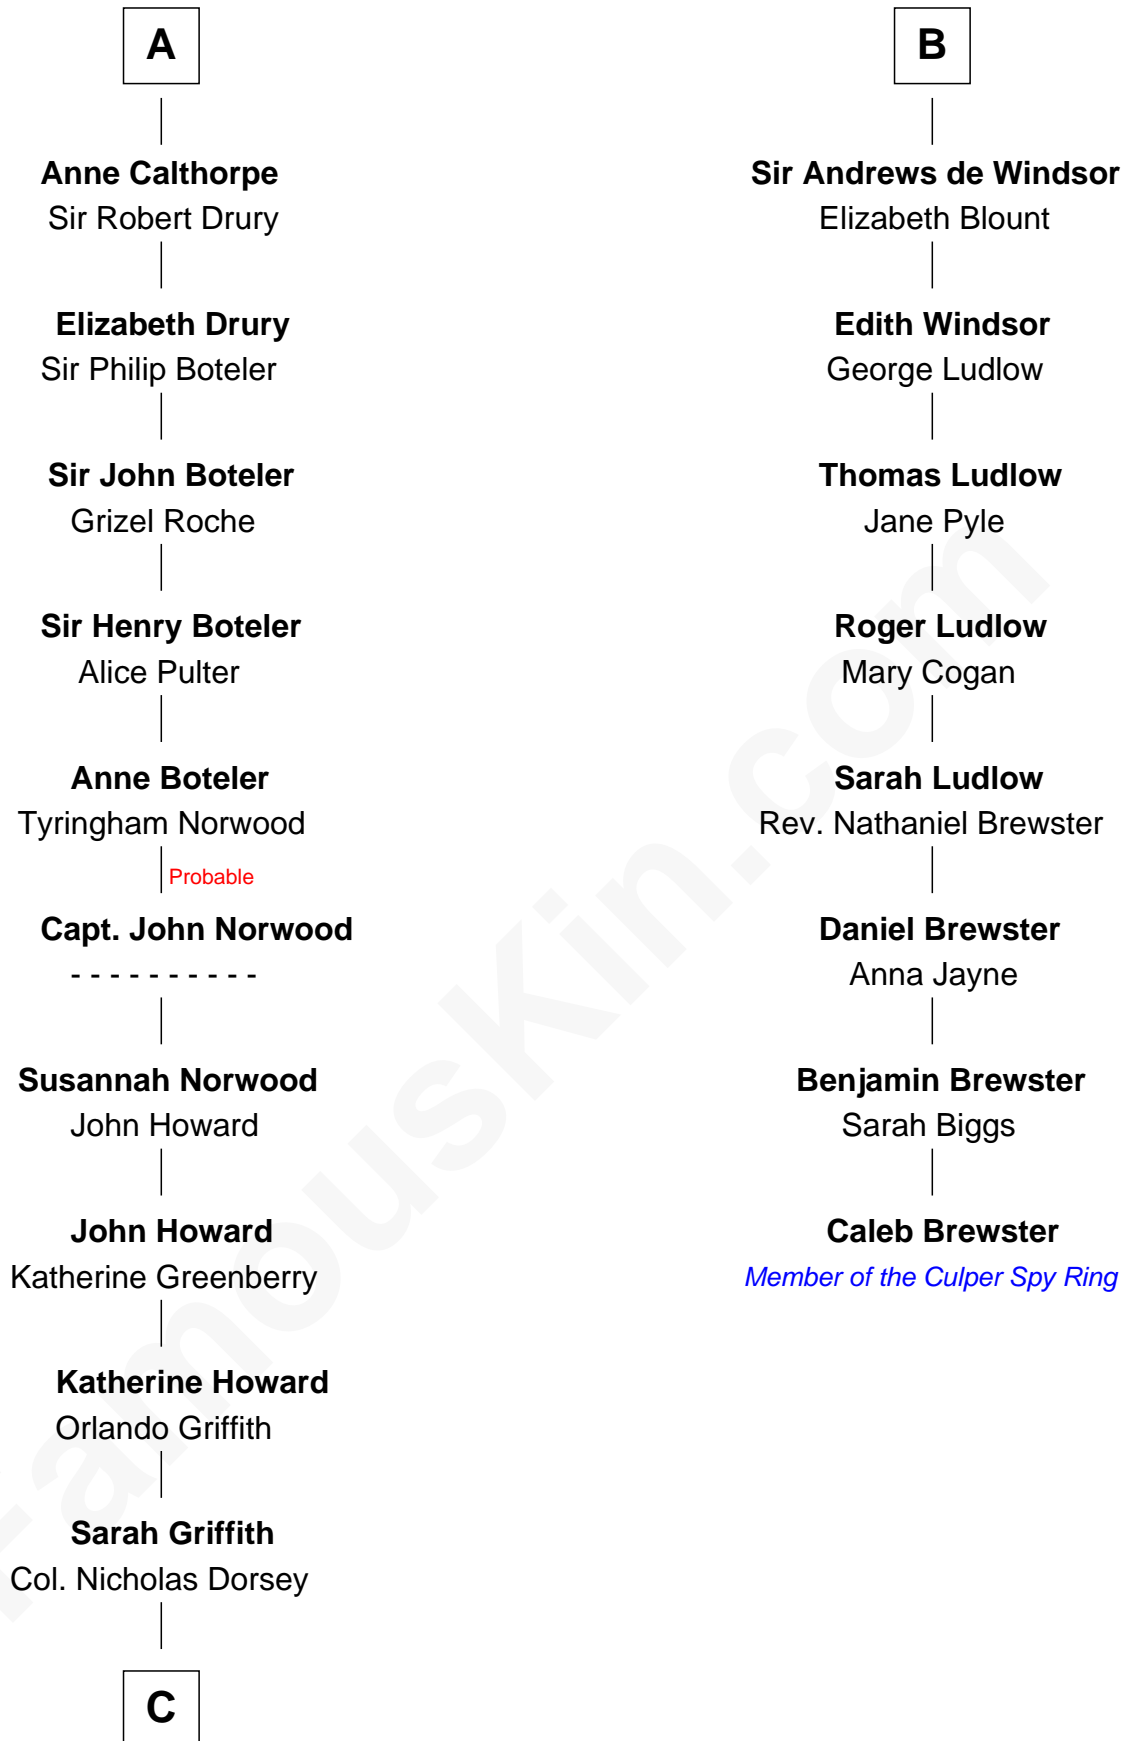 A
Anne Calthorpe
Sir Robert Drury
Elizabeth Drury
Sir Philip Boteler
Sir John Boteler
Grizel Roche
Sir Henry Boteler
Alice Pulter
Anne Boteler
Tyringham Norwood
Probable
Capt. John Norwood
- - - - - - - - - -
Susannah Norwood
John Howard
John Howard
Katherine Greenberry
Katherine Howard
Orlando Griffith
Sarah Griffith
Col. Nicholas Dorsey
C
B
Sir Andrews de Windsor
Elizabeth Blount
Edith Windsor
George Ludlow
Thomas Ludlow
Jane Pyle
Roger Ludlow
Mary Cogan
Sarah Ludlow
Rev. Nathaniel Brewster
Daniel Brewster
Anna Jayne
Benjamin Brewster
Sarah Biggs
Caleb Brewster
Member of the Culper Spy Ring
FamousKin.com